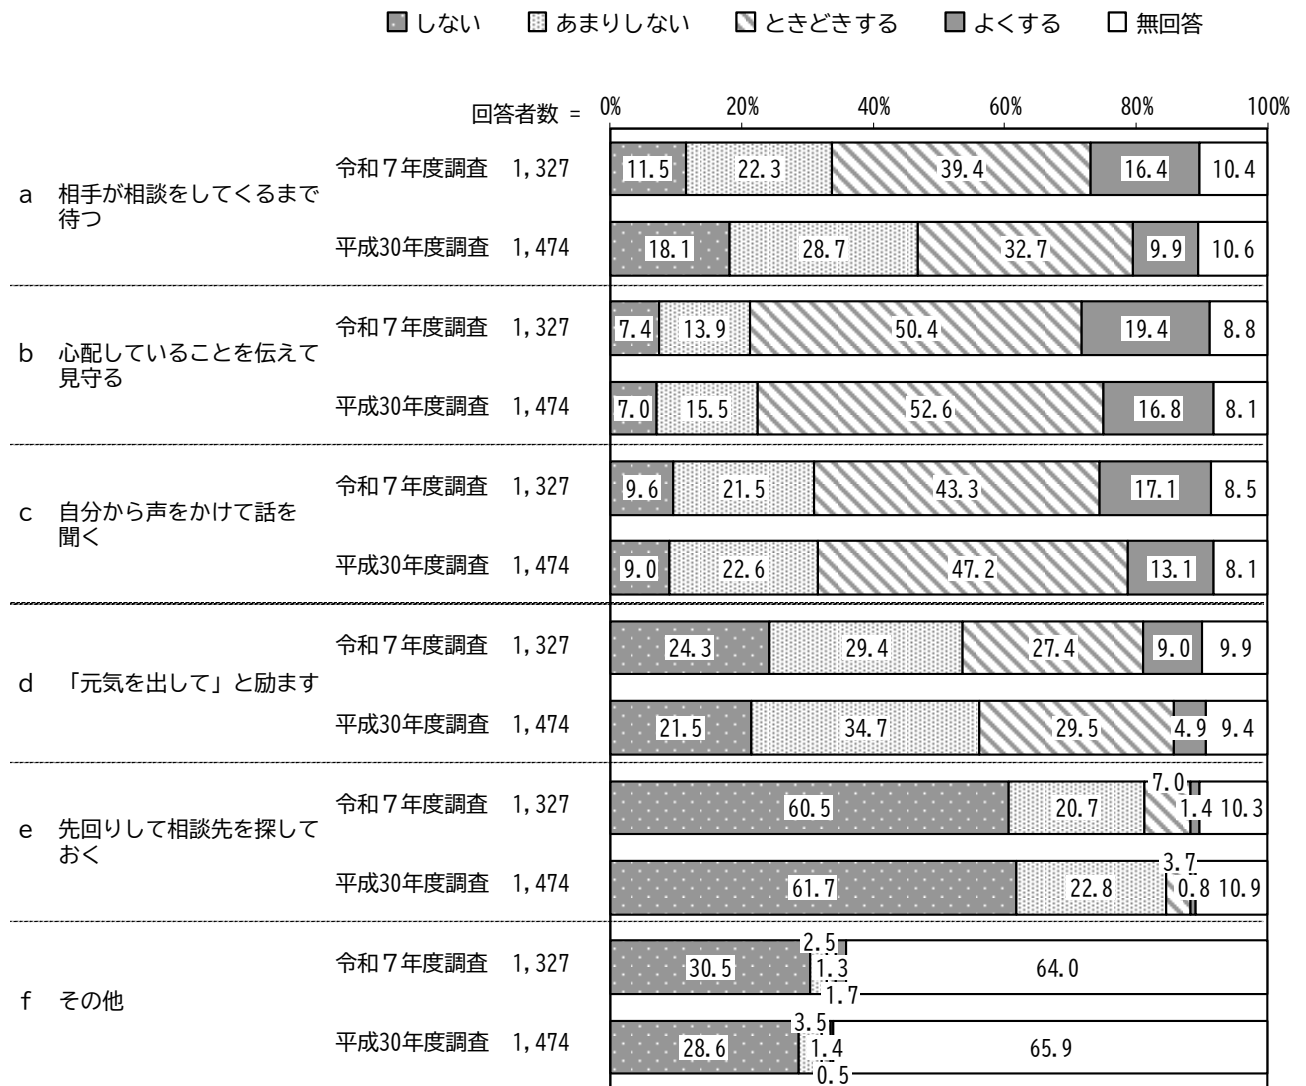 しない あまりしない ときどきする よくする 無回答
回答者数 = 0% 20% 40% 60% 80% 100%
令和７年度調査 1,327 11.5 22.3 39.4 16.4 10.4
ａ 相手が相談をしてくるまで
待つ
平成30年度調査 1,474 18.1 28.7 32.7 9.9 10.6
令和７年度調査 1,327 7.4 13.9 50.4 19.4 8.8
ｂ 心配していることを伝えて
見守る
平成30年度調査 1,474 7.0 15.5 52.6 16.8 8.1
令和７年度調査 1,327 9.6 21.5 43.3 17.1 8.5
ｃ 自分から声をかけて話を
聞く
平成30年度調査 1,474 9.0 22.6 47.2 13.1 8.1
令和７年度調査 1,327 24.3 29.4 27.4 9.0 9.9
ｄ 「元気を出して」と励ます
平成30年度調査 1,474 21.5 34.7 29.5 4.9 9.4
令和７年度調査 1,327 60.5 20.7 7.0 1.4 10.3
ｅ 先回りして相談先を探して
おく
平成30年度調査 1,474 61.7 22.8 3.7 0.8 10.9
令和７年度調査 1,327 30.5 2.5 1.3 1.7 64.0
ｆ その他
平成30年度調査 1,474 28.6 3.5 1.4 0.5 65.9